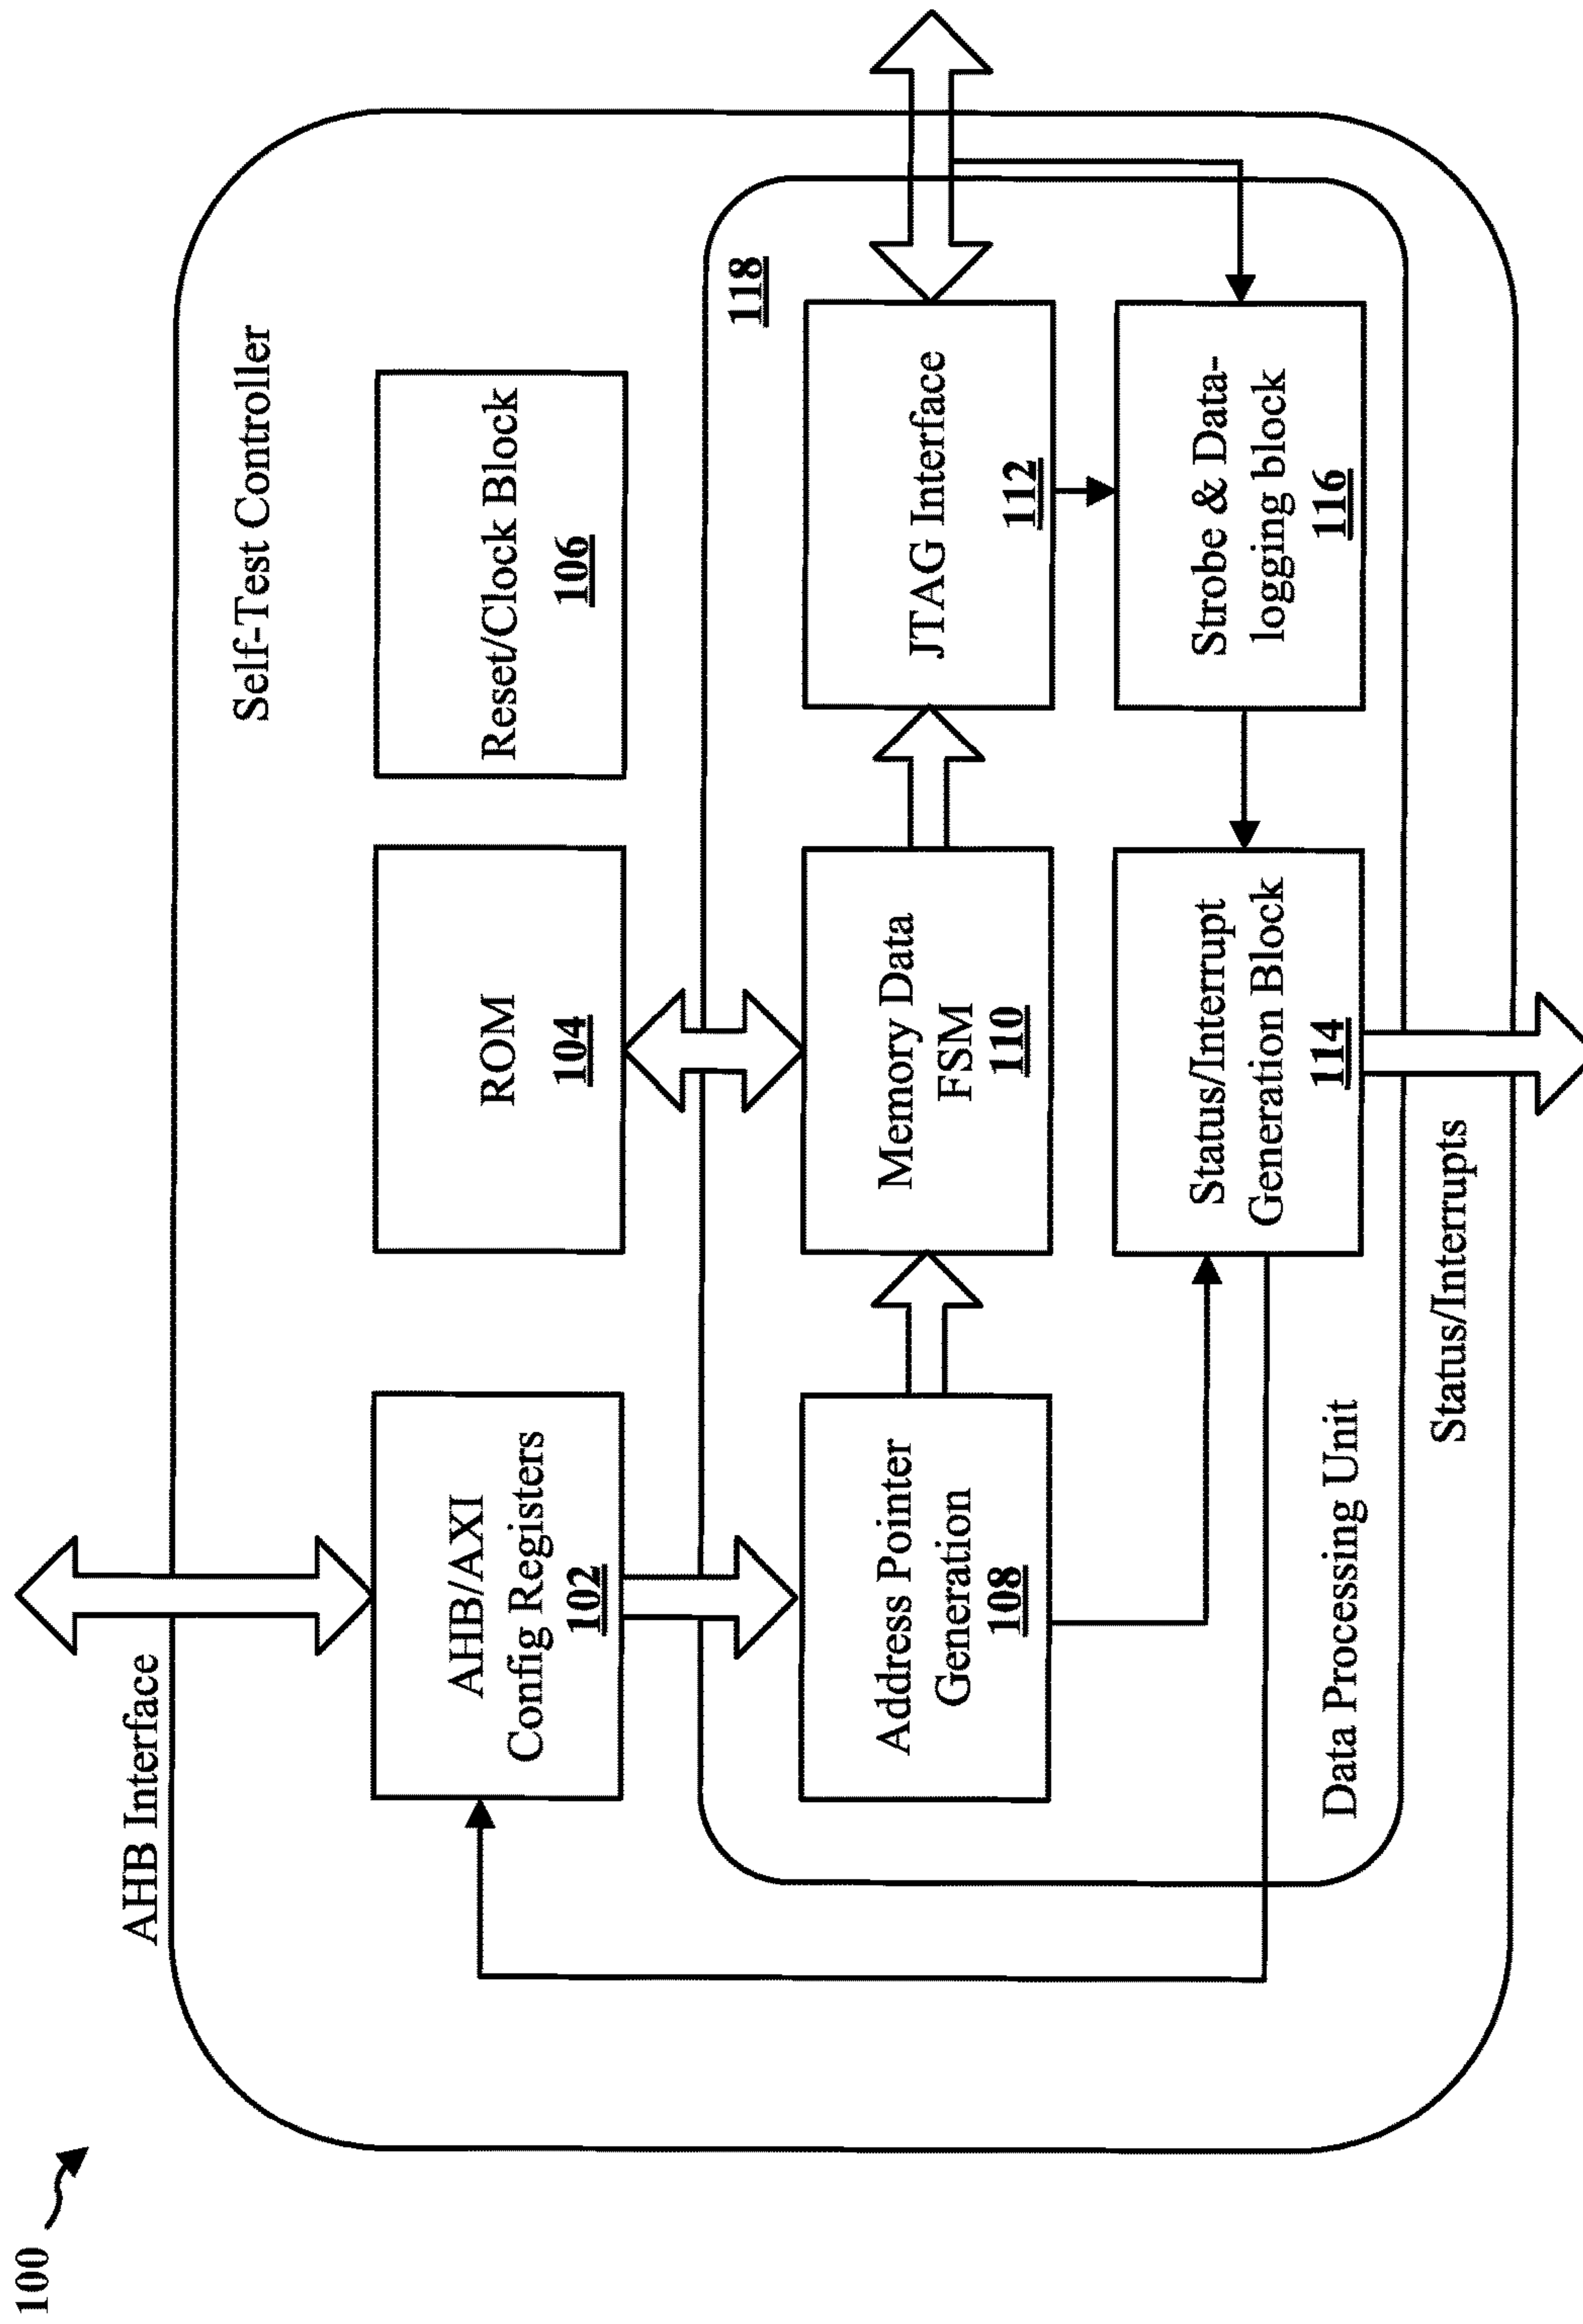 100
AHB Interface
Self-Test Controller
AHB/AXI
Config Registers
102
ROM
104
Reset/Clock Block
106
118
Address Pointer
Generation
108
Memory Data
FSM
110
JTAG Interface
112
Status/Interrupt
Generation Block
114
Strobe & Data-
logging block
116
Data Processing Unit
Status/Interrupts